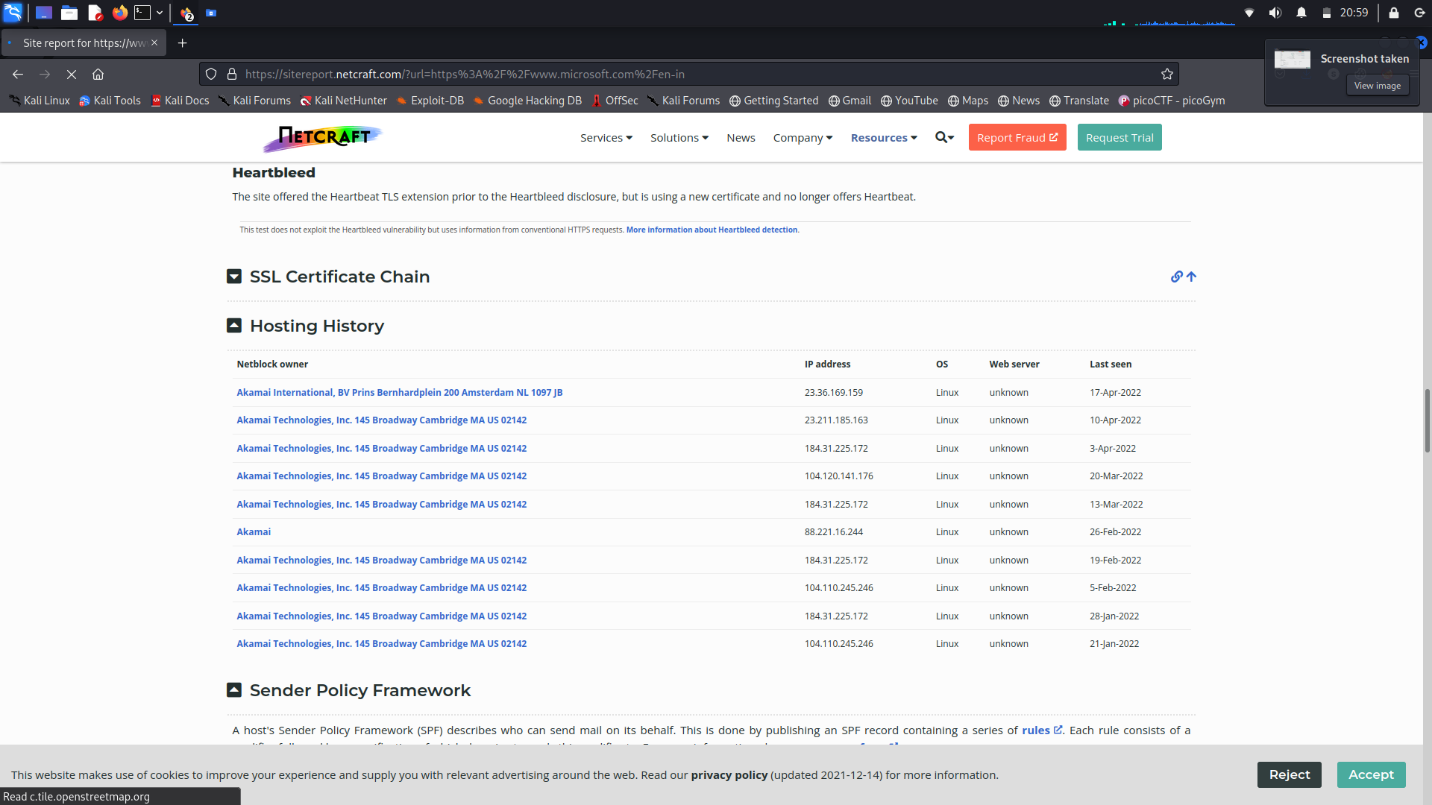 20:59
Site report for https://ww
Screenshot taken
View image
https://sitereport.netcraft.com/?url=https%3A%2F%2Fwww.microsoft.com%2Fen-in
Kali Linux Kali Tools Kali Docs Kali Forums Kali NetHunter Exploit-DB Google Hacking DB OffSec Kali Forums Getting Started Gmail YouTube Maps News Translate picoCTF - picoGym
NETCRAFT Services Solutions News Company Resources Report Fraud Request Trial
Heartbleed
The site offered the Heartbeat TLS extension prior to the Heartbleed disclosure, but is using a new certificate and no longer offers Heartbeat.
This test does not exploit the Heartbleed vulnerability but uses information from conventional HTTPS requests. More information about Heartbleed detection.
SSL Certificate Chain
Hosting History
Netblock owner IP address OS Web server Last seen
Akamai International, BV Prins Bernhardplein 200 Amsterdam NL 1097 JB 23.36.169.159 Linux unknown 17-Apr-2022
Akamai Technologies, Inc. 145 Broadway Cambridge MA US 02142 23.211.185.163 Linux unknown 10-Apr-2022
Akamai Technologies, Inc. 145 Broadway Cambridge MA US 02142 184.31.225.172 Linux unknown 3-Apr-2022
Akamai Technologies, Inc. 145 Broadway Cambridge MA US 02142 104.120.141.176 Linux unknown 20-Mar-2022
Akamai Technologies, Inc. 145 Broadway Cambridge MA US 02142 184.31.225.172 Linux unknown 13-Mar-2022
Akamai 88.221.16.244 Linux unknown 26-Feb-2022
Akamai Technologies, Inc. 145 Broadway Cambridge MA US 02142 184.31.225.172 Linux unknown 19-Feb-2022
Akamai Technologies, Inc. 145 Broadway Cambridge MA US 02142 104.110.245.246 Linux unknown 5-Feb-2022
Akamai Technologies, Inc. 145 Broadway Cambridge MA US 02142 184.31.225.172 Linux unknown 28-Jan-2022
Akamai Technologies, Inc. 145 Broadway Cambridge MA US 02142 104.110.245.246 Linux unknown 21-Jan-2022
Sender Policy Framework
A host's Sender Policy Framework (SPF) describes who can send mail on its behalf. This is done by publishing an SPF record containing a series of rules. Each rule consists of a
This website makes use of cookies to improve your experience and supply you with relevant advertising around the web. Read our privacy policy (updated 2021-12-14) for more information. Reject Accept
Read c.tile.openstreetmap.org